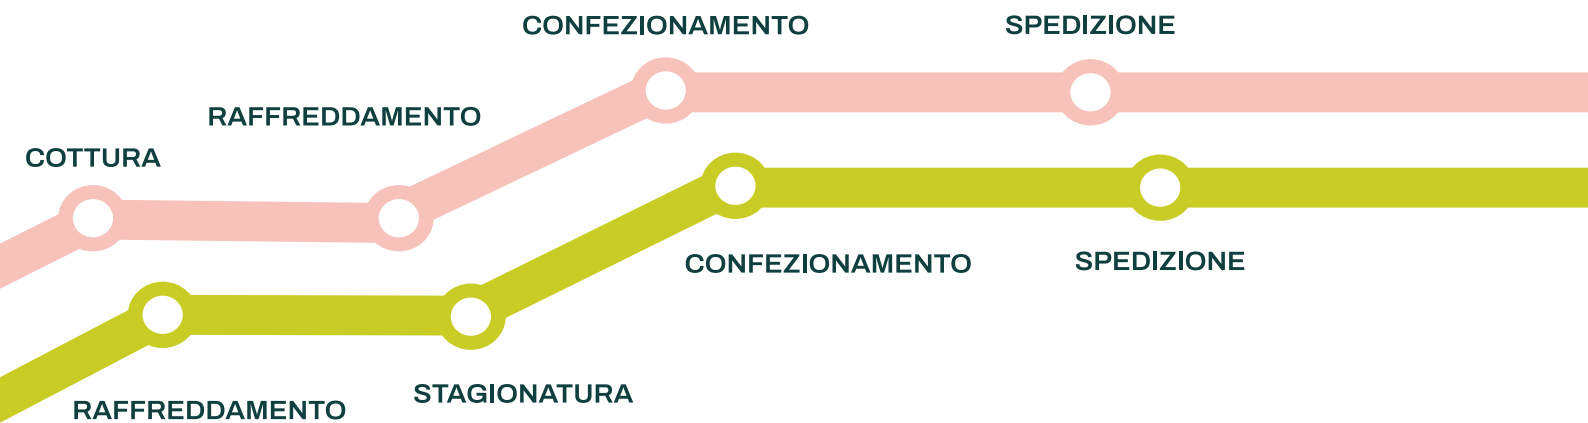 COTTURA
RAFFREDDAMENTO
CONFEZIONAMENTO
SPEDIZIONE
RAFFREDDAMENTO
STAGIONATURA
CONFEZIONAMENTO
SPEDIZIONE